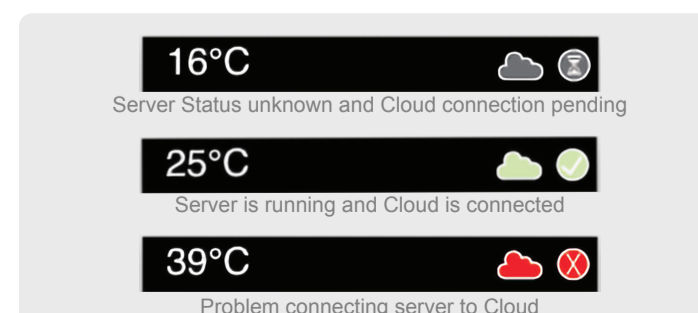 16°C
Server Status unknown and Cloud connection pending
25°C
Server is running and Cloud is connected
39°C
Problem connecting server to Cloud